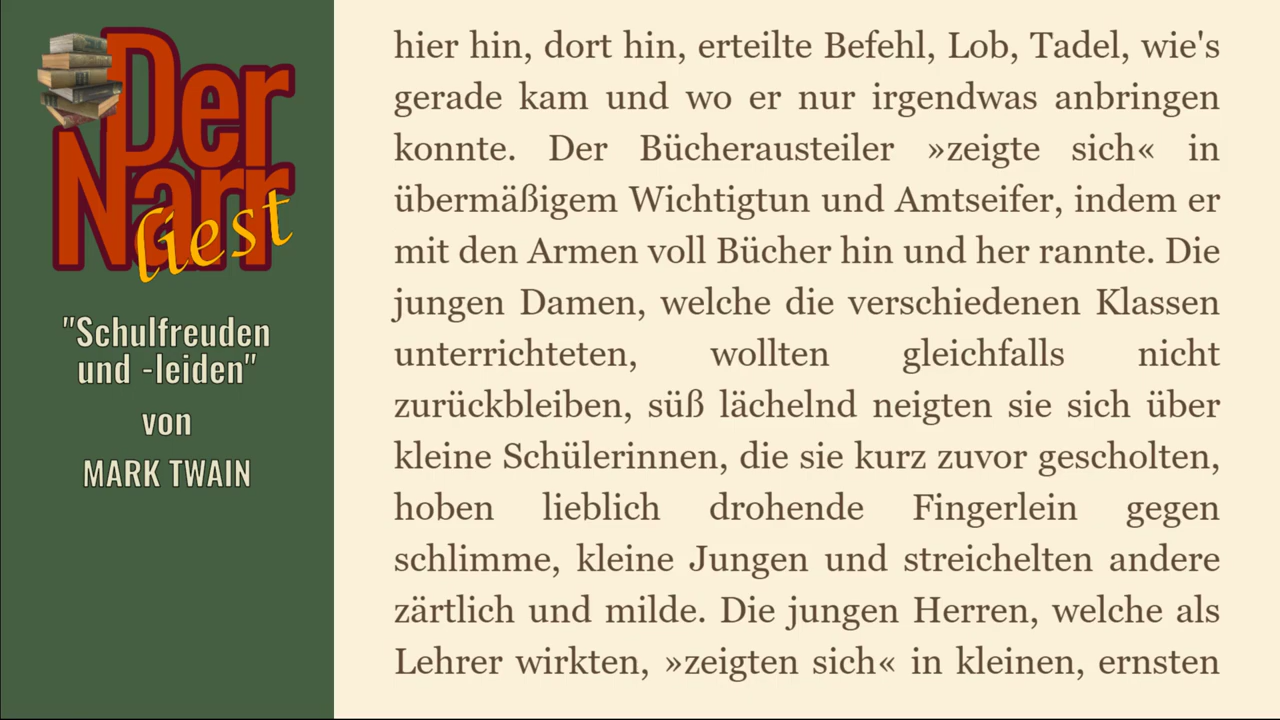 Der
Narr
liest
"Schulfreuden
und -leiden"
von
MARK TWAIN
hier hin, dort hin, erteilte Befehl, Lob, Tadel, wie's
gerade kam und wo er nur irgendwas anbringen
konnte. Der Bücherausteiler »zeigte sich« in
übermäßigem Wichtigtun und Amtseifer, indem er
mit den Armen voll Bücher hin und her rannte. Die
jungen Damen, welche die verschiedenen Klassen
unterrichteten, wollten gleichfalls nicht
zurückbleiben, süß lächelnd neigten sie sich über
kleine Schülerinnen, die sie kurz zuvor gescholten,
hoben lieblich drohende Fingerlein gegen
schlimme, kleine Jungen und streichelten andere
zärtlich und milde. Die jungen Herren, welche als
Lehrer wirkten, »zeigten sich« in kleinen, ernsten